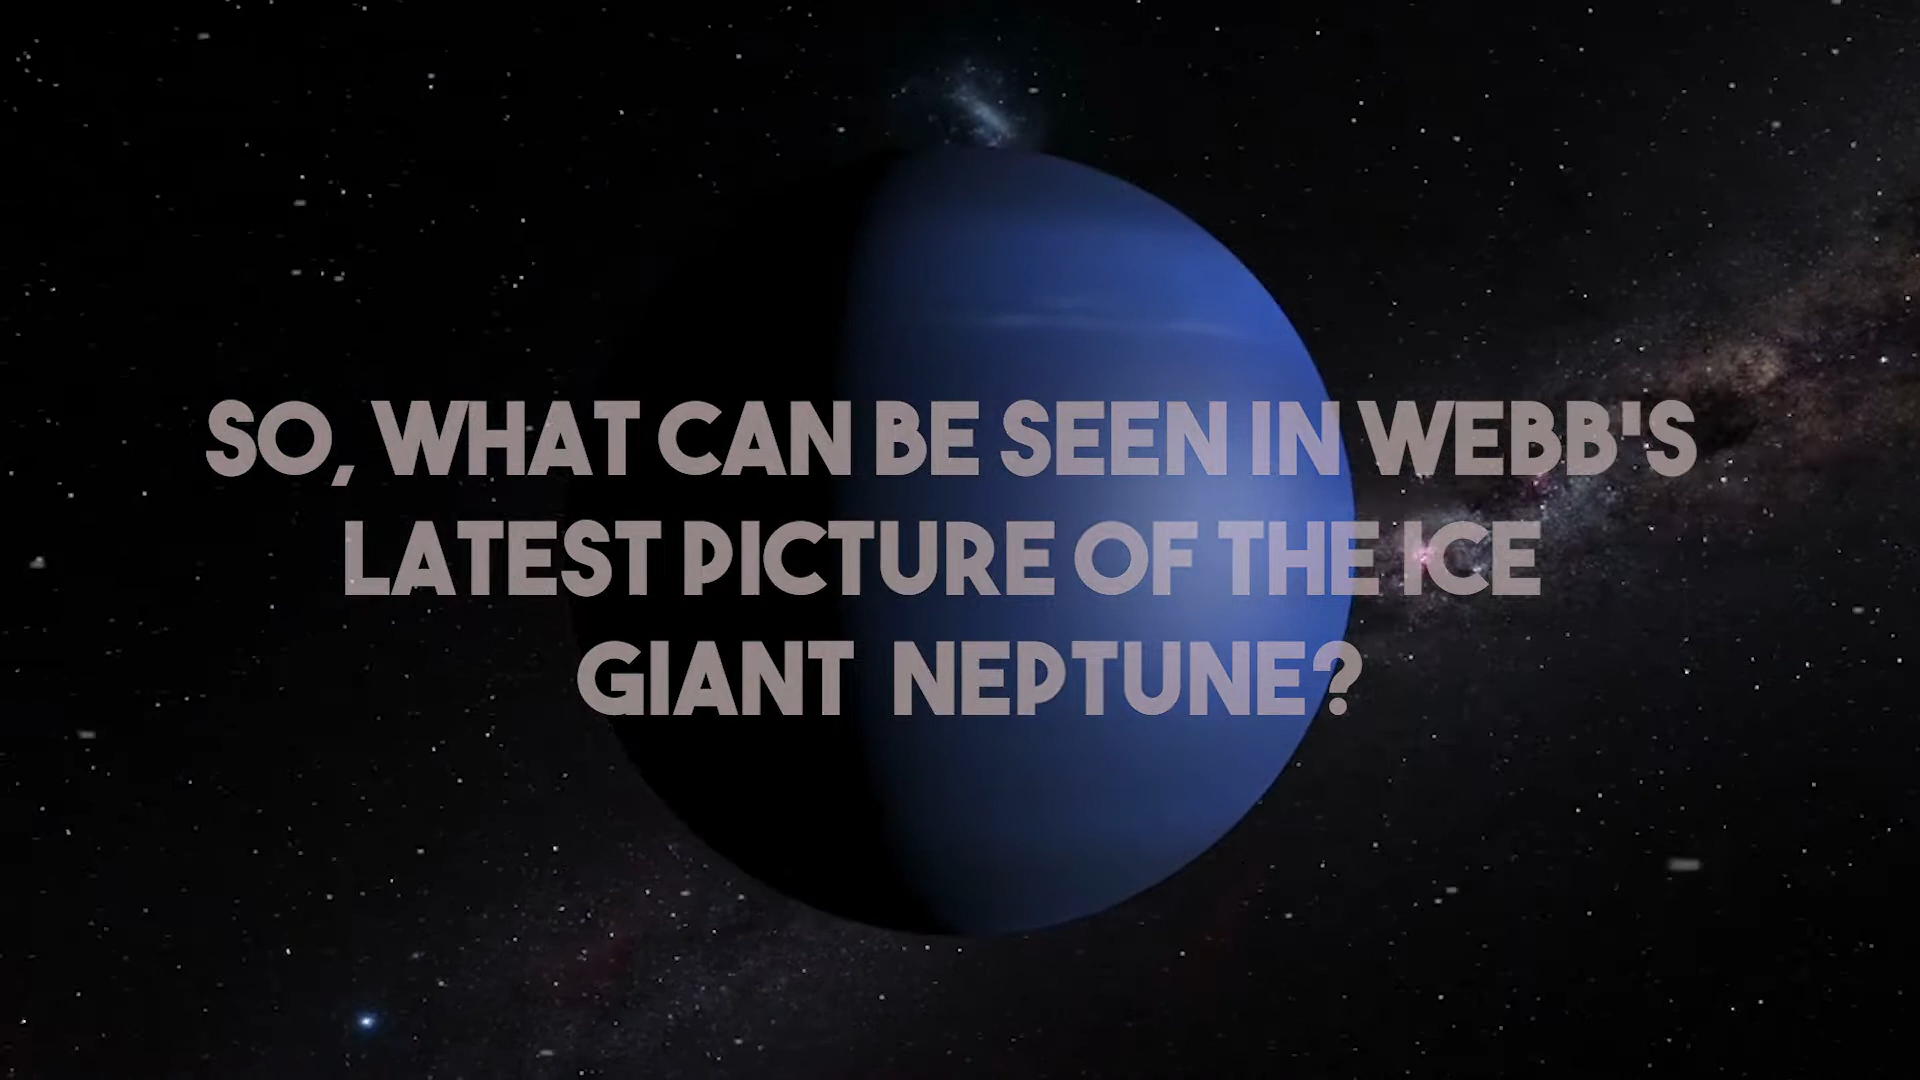 SO, WHAT CAN BE SEEN IN WEBB'S
LATEST PICTURE OF THE ICE
GIANT NEPTUNE?